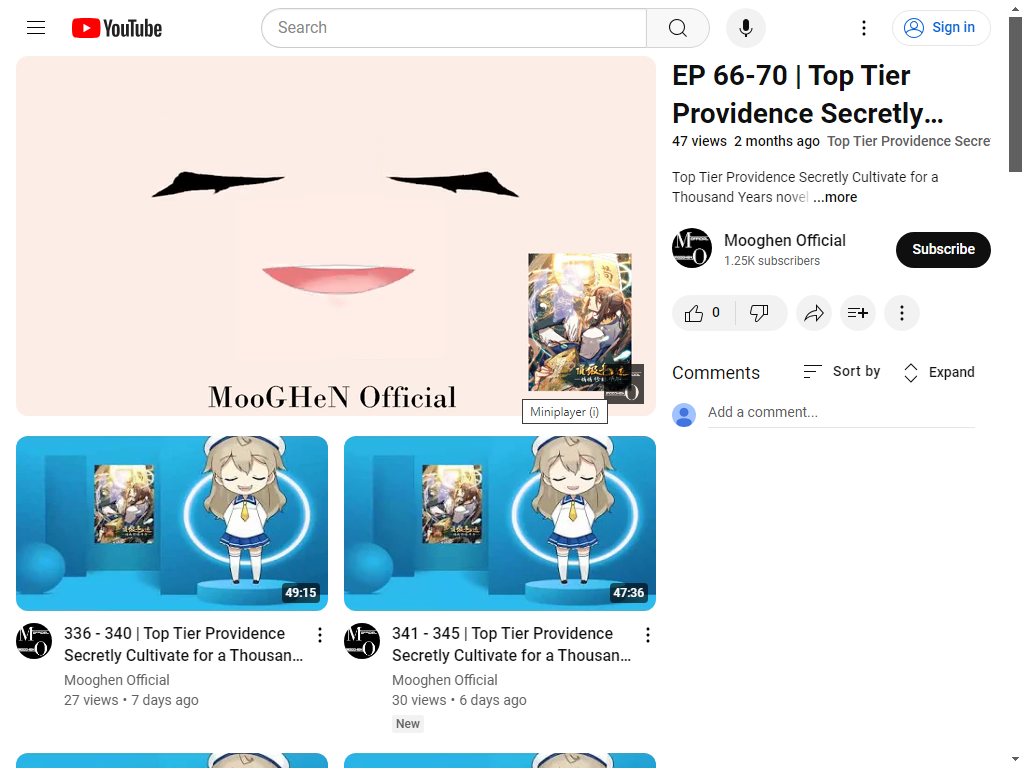 YouTube
Search
Sign in
EP 66-70 | Top Tier
Providence Secretly...
47 views 2 months ago Top Tier Providence Secre
Top Tier Providence Secretly Cultivate for a
Thousand Years novel ...more
Mooghen Official
1.25K subscribers
Subscribe
0
Comments
Sort by
Expand
Add a comment...
MooGHeN Official
Miniplayer (i)
49:15
47:36
336 - 340 | Top Tier Providence
Secretly Cultivate for a Thousan...
Mooghen Official
27 views • 7 days ago
341 - 345 | Top Tier Providence
Secretly Cultivate for a Thousan...
Mooghen Official
30 views • 6 days ago
New